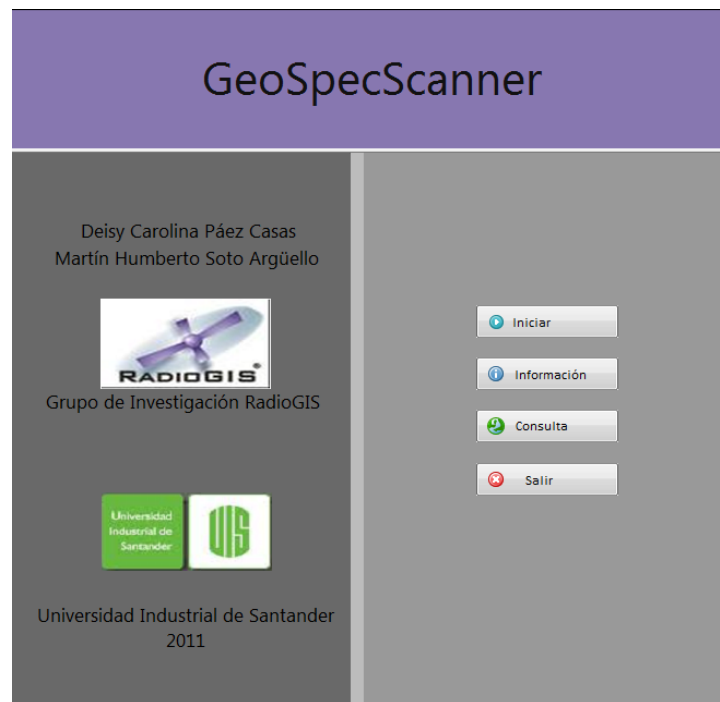 GeoSpecScanner
Deisy Carolina Páez Casas
Martín Humberto Soto Argüello
RADIOGIS®
Grupo de Investigación RadioGIS
Universidad
Industrial de
Santander
UIS
Universidad Industrial de Santander
2011
Iniciar
Información
Consulta
Salir